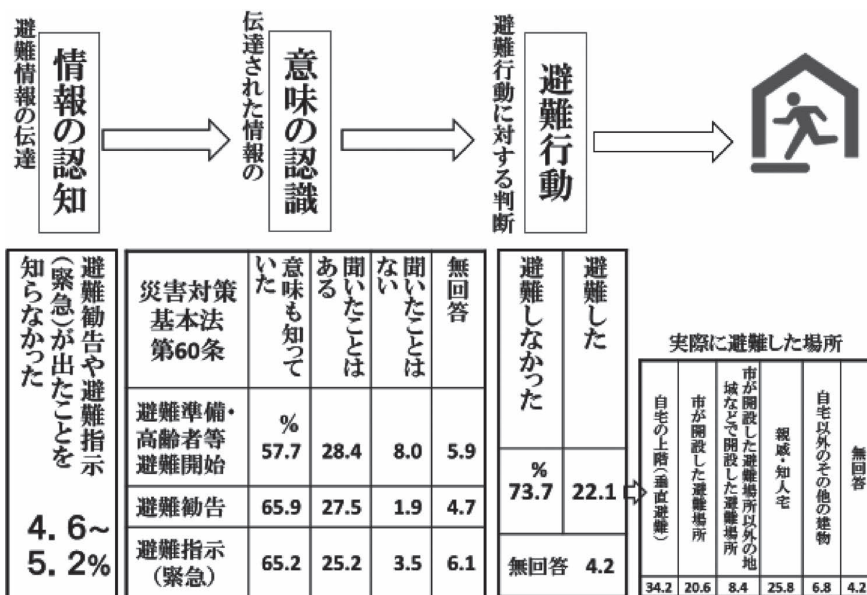 避難情報の伝達
情報の認知
伝達された情報の
意味の認識
避難行動に対する判断
避難行動
避難勧告や避難指示
(緊急)が出たことを
知らなかった
4.6~
5.2%
災害対策
基本法
第60条
意味も知って
いた
聞いたことは
ある
聞いたことは
ない
無回答
避難準備・
高齢者等
避難開始
%
57.7 28.4 8.0 5.9
避難勧告 65.9 27.5 1.9 4.7
避難指示
(緊急)
65.2 25.2 3.5 6.1
避難しなかった
避難した
%
73.7 22.1
無回答 4.2
実際に避難した場所
自宅の上階(垂直避難)
市が開設した避難場所
市が開設した避難場所以外の地
域などで開設した避難場所
親戚・知人宅
自宅以外のその他の建物
無回答
34.2 20.6 8.4 25.8 6.8 4.2